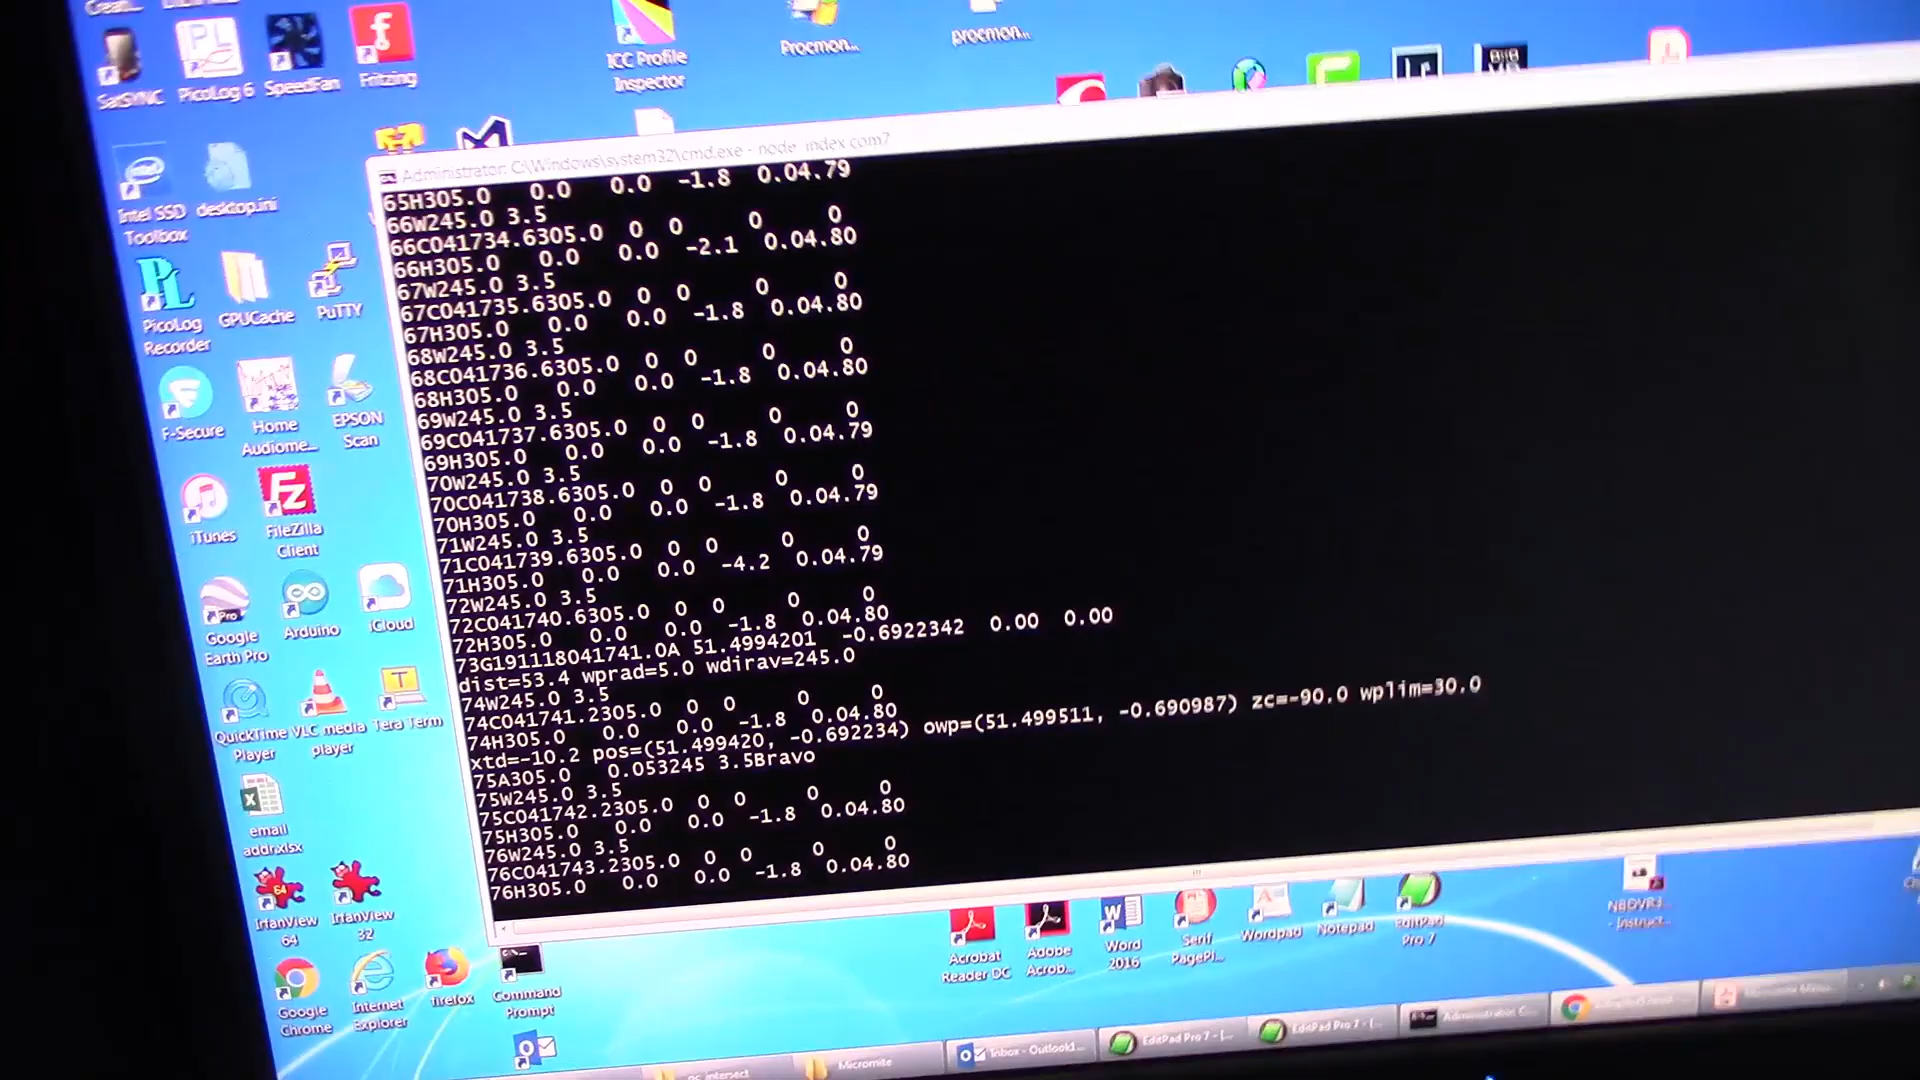 SatSYNC
PicoLog 6
SpeedFan
Fritzing
ICC Profile
Inspector
Procmon...
procmon...
Intel SSD
Toolbox
desktop.ini
PicoLog
Recorder
GPUCache
PuTTY
F-Secure
Home
Audiome...
EPSON
Scan
iTunes
FileZilla
Client
Google
Earth Pro
Arduino
iCloud
QuickTime
Player
VLC media
player
Tera Term
email
addr.xlsx
IrfanView
64
IrfanView
32
Google
Chrome
Internet
Explorer
firefox
Command
Prompt
Administrator: C:\Windows\system32\cmd.exe - node index com7
65H305.0 0.0 0.0 -1.8 0.04.79
66W245.0 3.5
66C041734.6305.0 0 0 0 0
66H305.0 0.0 0.0 -2.1 0.04.80
67W245.0 3.5
67C041735.6305.0 0 0 0 0
67H305.0 0.0 0.0 -1.8 0.04.80
68W245.0 3.5
68C041736.6305.0 0 0 0 0
68H305.0 0.0 0.0 -1.8 0.04.80
69W245.0 3.5
69C041737.6305.0 0 0 0 0
69H305.0 0.0 0.0 -1.8 0.04.79
70W245.0 3.5
70C041738.6305.0 0 0 0 0
70H305.0 0.0 0.0 -1.8 0.04.79
71W245.0 3.5
71C041739.6305.0 0 0 0 0
71H305.0 0.0 0.0 -4.2 0.04.79
72W245.0 3.5
72C041740.6305.0 0 0 0 0
72H305.0 0.0 0.0 -1.8 0.04.80
73G191118041741.0A 51.4994201 -0.6922342 0.00 0.00
dist=53.4 wprad=5.0 wdirav=245.0
74W245.0 3.5
74C041741.2305.0 0 0 0 0
74H305.0 0.0 0.0 -1.8 0.04.80
xtd=-10.2 pos=(51.499420, -0.692234) owp=(51.499511, -0.690987) zc=-90.0 wplim=30.0
75A305.0 0.053245 3.5Bravo
75W245.0 3.5
75C041742.2305.0 0 0 0 0
75H305.0 0.0 0.0 -1.8 0.04.80
76W245.0 3.5
76C041743.2305.0 0 0 0 0
76H305.0 0.0 0.0 -1.8 0.04.80
Acrobat
Reader DC
Adobe
Acrob...
Word
2016
Serif
PagePl...
Wordpad
Notepad
EditPad
Pro 7
Micromite
Inbox - Outlook
EditPad Pro 7 - [
EditPad Pro 7 - [